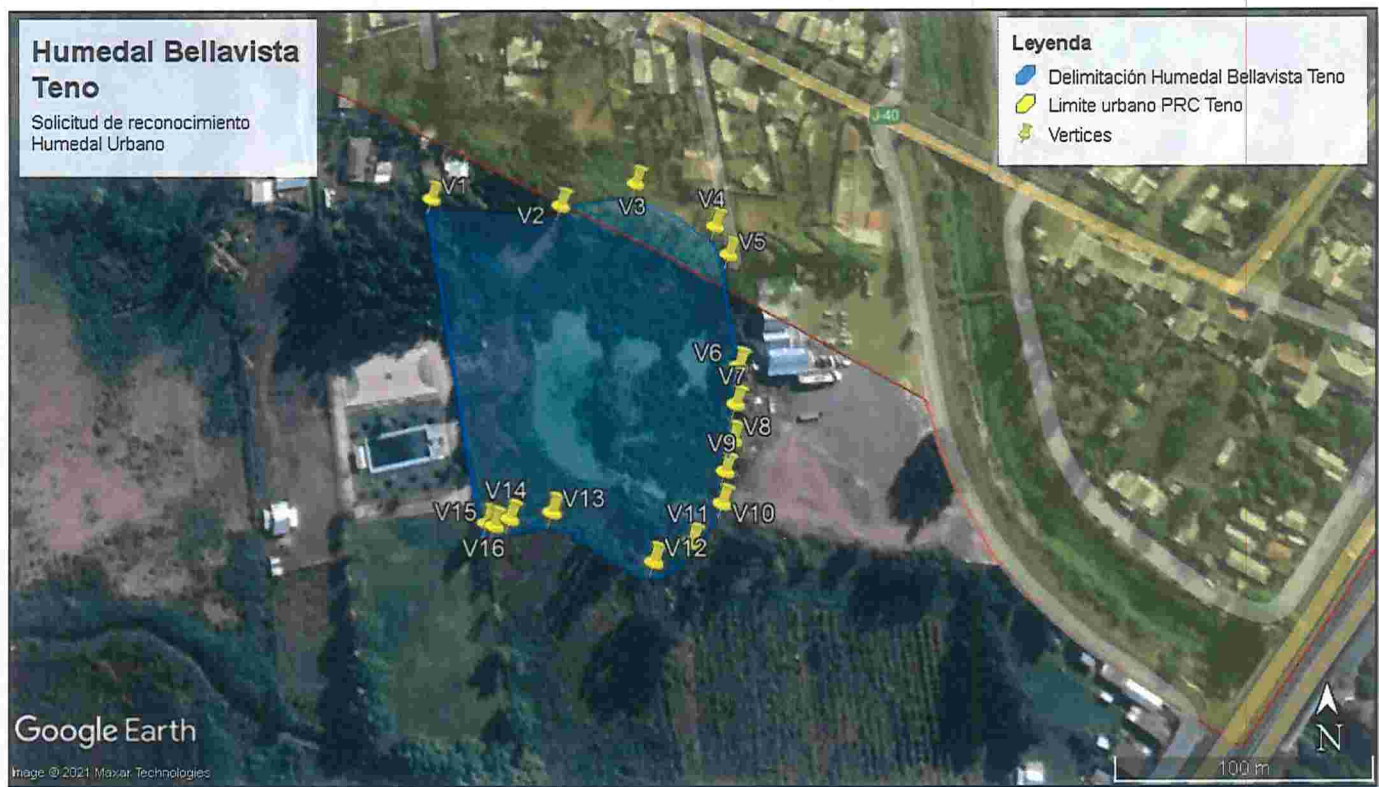 Humedal Bellavista
Teno
Solicitud de reconocimiento
Humedal Urbano
Leyenda
Delimitación Humedal Bellavista Teno
Limite urbano PRC Teno
Vertices
J-40
V1
V2
V3
V4
V5
V6
V7
V8
V9
V10
V11
V12
V13
V14
V15
V16
Google Earth
Image © 2021 Maxar Technologies
N
100 m